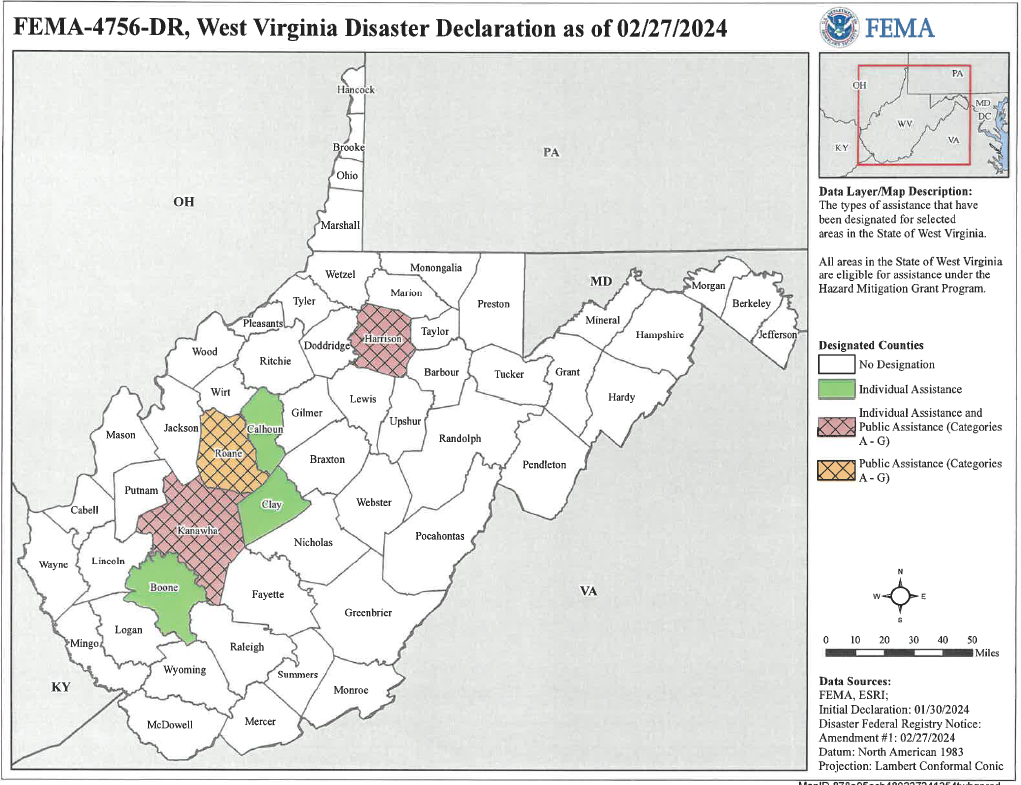 FEMA-4756-DR, West Virginia Disaster Declaration as of 02/27/2024
FEMA
OH
PA
MD
DC
WV
KY
VA
Data Layer/Map Description:
The types of assistance that have
been designated for selected
areas in the State of West Virginia.
All areas in the State of West Virginia
are eligible for assistance under the
Hazard Mitigation Grant Program.
Designated Counties
No Designation
Individual Assistance
Individual Assistance and
Public Assistance (Categories
A - G)
Public Assistance (Categories
A - G)
N
W
E
S
0 10 20 30 40 50
Miles
Data Sources:
FEMA, ESRI;
Initial Declaration: 01/30/2024
Disaster Federal Registry Notice:
Amendment #1: 02/27/2024
Datum: North American 1983
Projection: Lambert Conformal Conic
Hancock
Brooke
PA
Ohio
OH
Marshall
Wetzel
Monongalia
Marion
MD
Morgan
Berkeley
Tyler
Preston
Pleasants
Mineral
Hampshire
Jefferson
Harrison
Taylor
Doddridge
Wood
Ritchie
Barbour
Tucker
Grant
Wirt
Lewis
Hardy
Gilmer
Upshur
Jackson
Calhoun
Mason
Randolph
Roane
Braxton
Pendleton
Putnam
Webster
Clay
Cabell
Kanawha
Pocahontas
Nicholas
Lincoln
Wayne
Boone
Fayette
VA
Greenbrier
Logan
Mingo
Raleigh
Wyoming
Summers
KY
Monroe
McDowell
Mercer